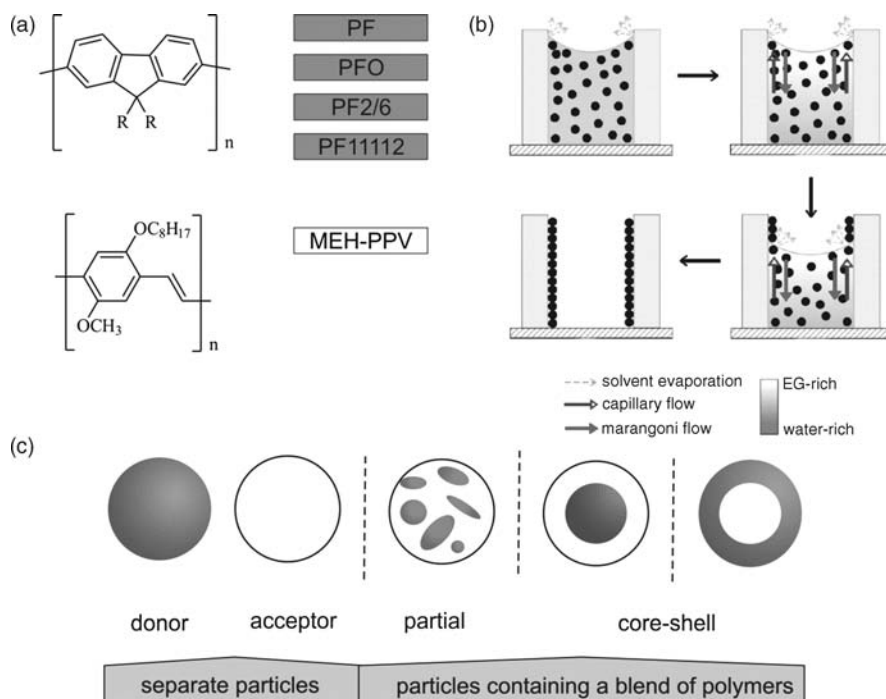 (a)
R R
n
PF
PFO
PF2/6
PF11112
OC₈H₁₇
OCH₃
n
MEH-PPV
(b)
solvent evaporation
capillary flow
marangoni flow
EG-rich
water-rich
(c)
donor
acceptor
partial
core-shell
separate particles
particles containing a blend of polymers